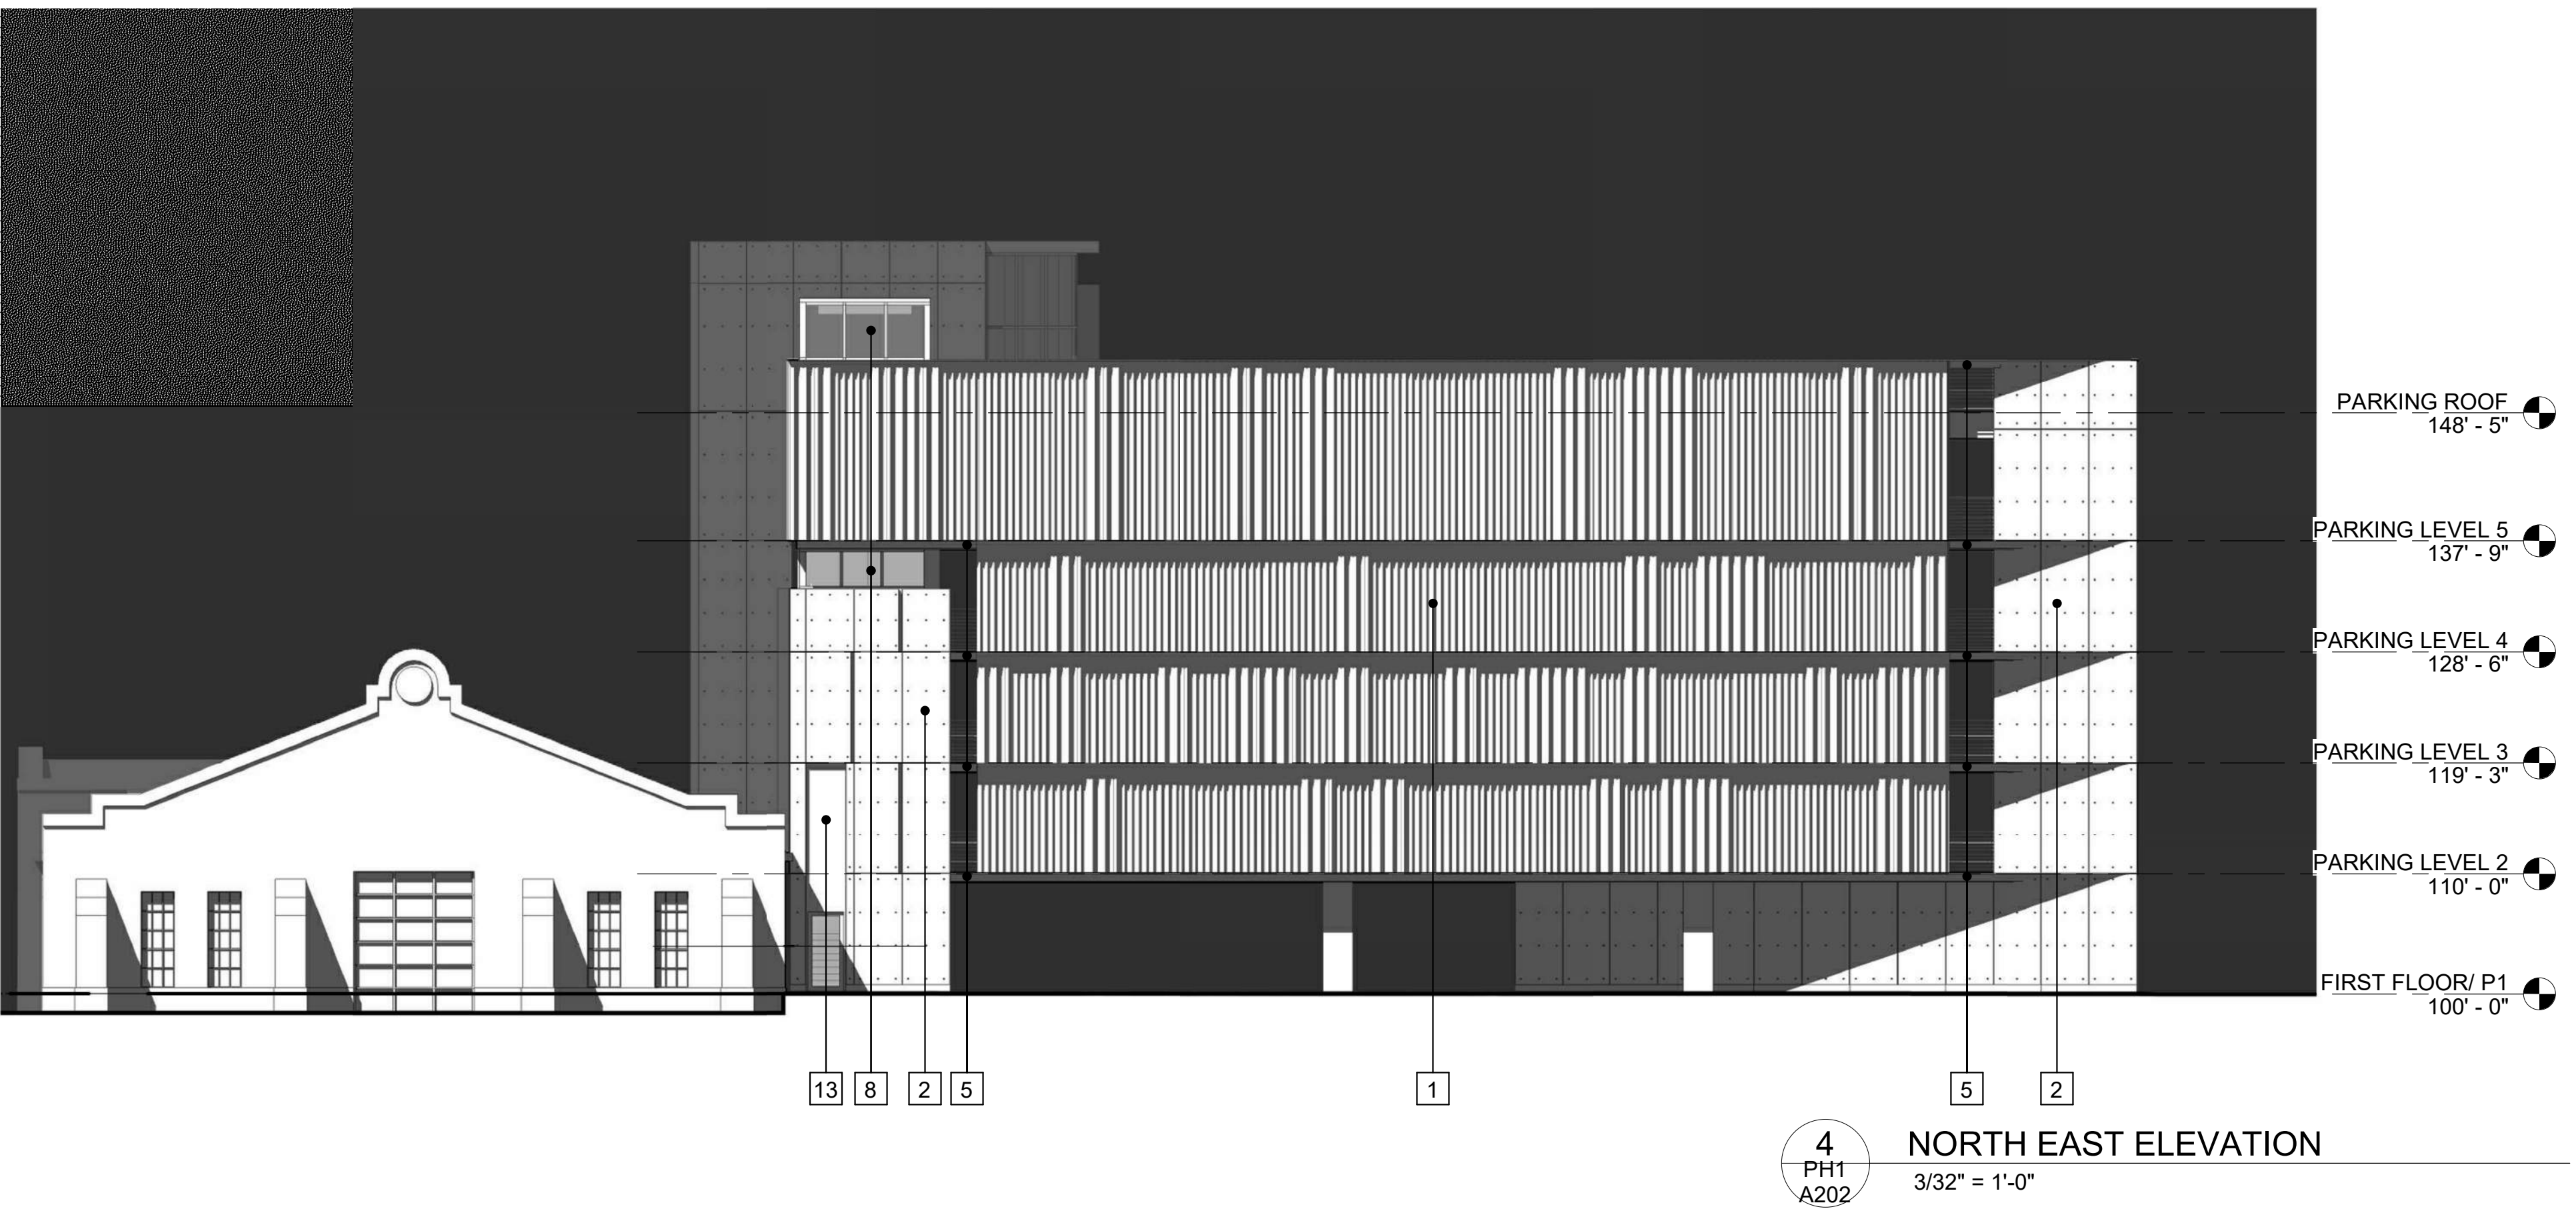 PARKING ROOF
148' - 5"
PARKING LEVEL 5
137' - 9"
PARKING LEVEL 4
128' - 6"
PARKING LEVEL 3
119' - 3"
PARKING LEVEL 2
110' - 0"
FIRST FLOOR/ P1
100' - 0"
13 8 2 5 1 5 2
4
PH1
A202
NORTH EAST ELEVATION
3/32" = 1'-0"